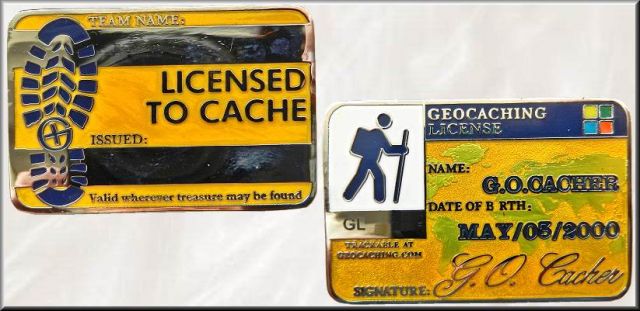 TEAM NAME:
LICENSED
TO CACHE
ISSUED:
Valid wherever treasure may be found
GEOCACHING
LICENSE
NAME:
G.O.CACHER
DATE OF B RTH:
MAY/03/2000
GL
TRACKABLE AT
GEOCACHING.COM
SIGNATURE: G. O. Cacher